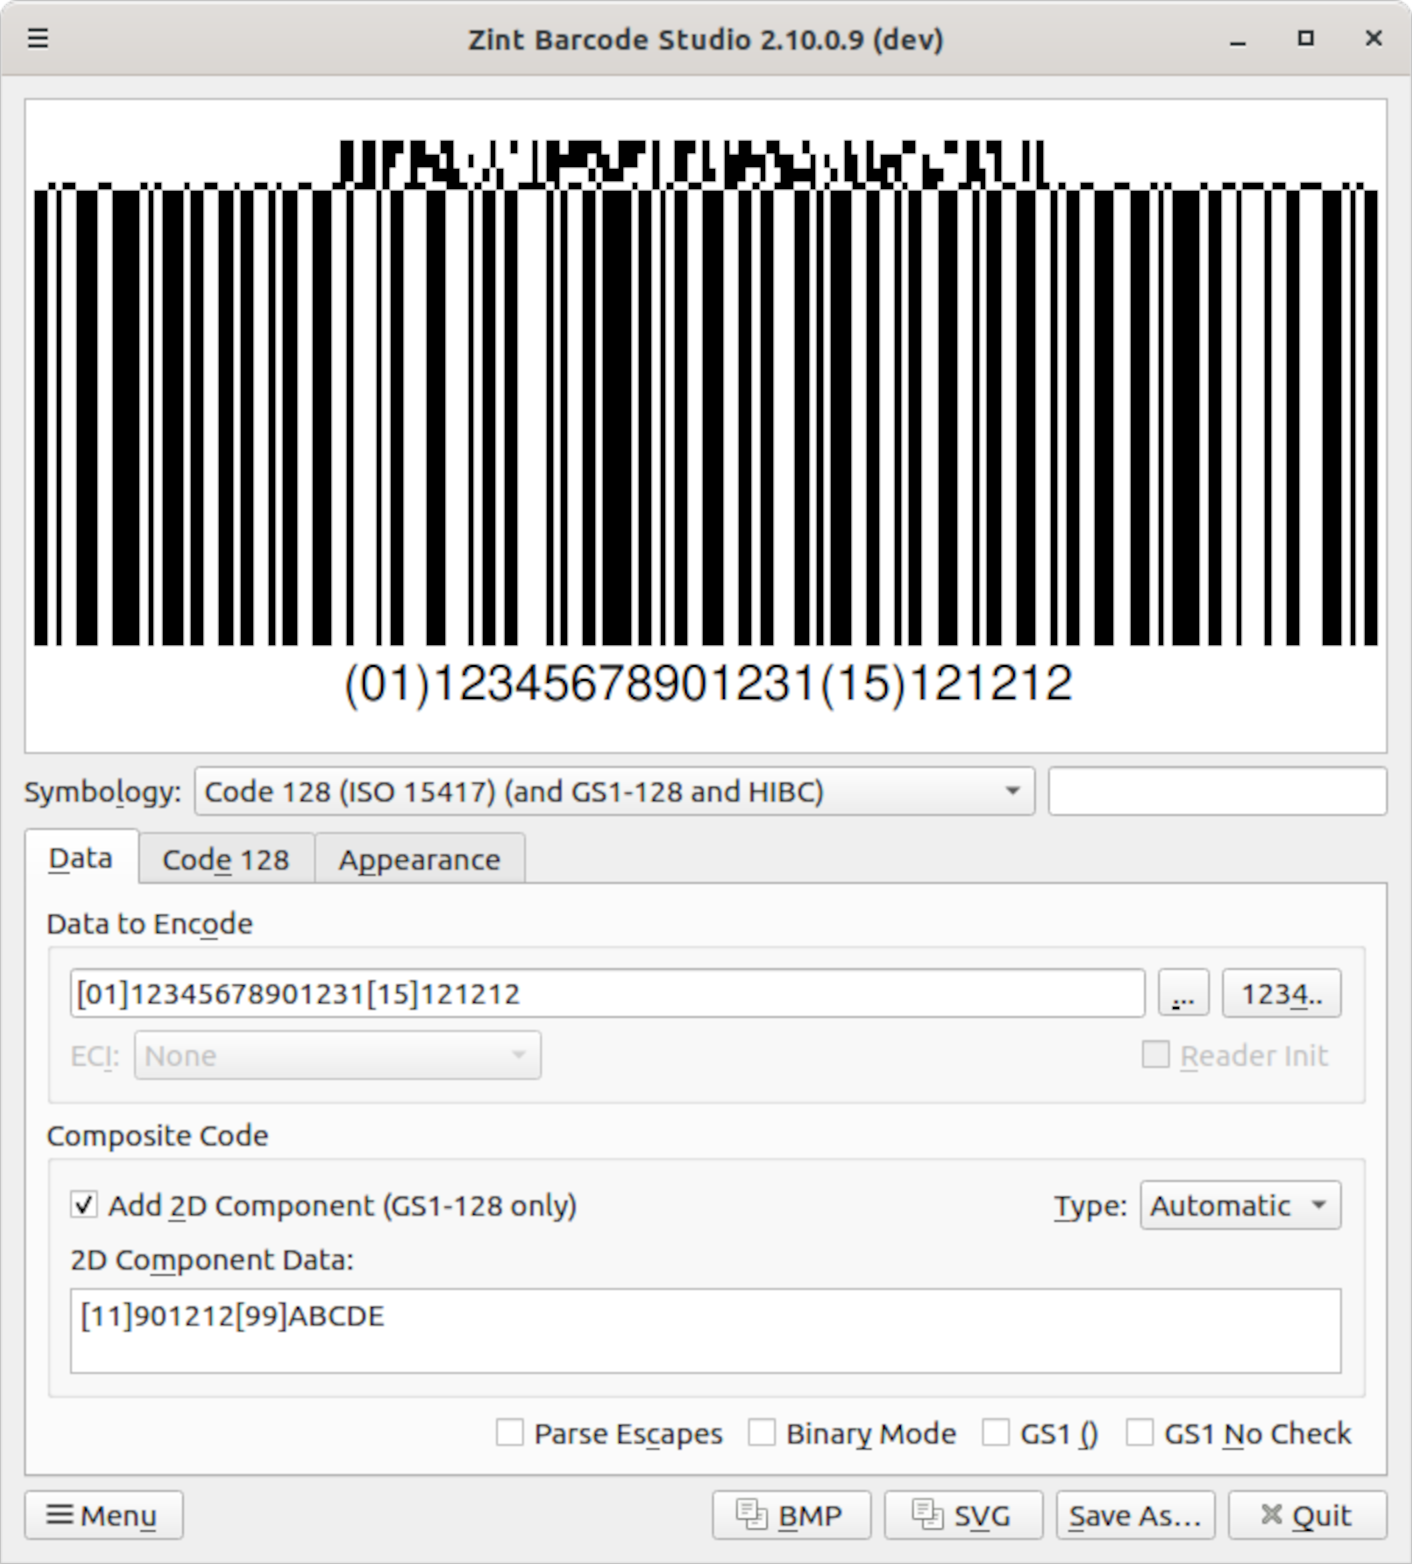 Zint Barcode Studio 2.10.0.9 (dev)
(01)12345678901231(15)121212
Symbology: Code 128 (ISO 15417) (and GS1-128 and HIBC)
Data Code 128 Appearance
Data to Encode
[01]12345678901231[15]121212 ... 1234..
ECI: None Reader Init
Composite Code
Add 2D Component (GS1-128 only) Type: Automatic
2D Component Data:
[11]901212[99]ABCDE
Parse Escapes Binary Mode GS1 () GS1 No Check
Menu BMP SVG Save As... Quit